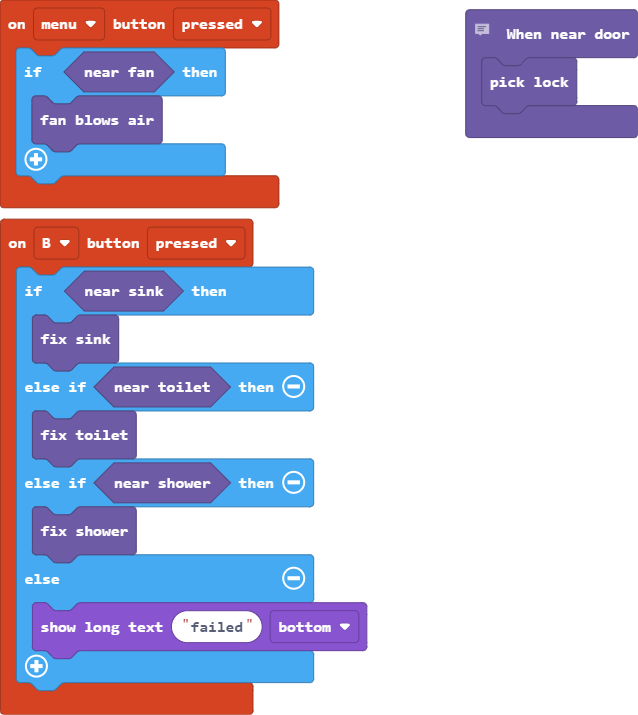 on menu button pressed
if near fan then
fan blows air
When near door
pick lock
on B button pressed
if near sink then
fix sink
else if near toilet then
fix toilet
else if near shower then
fix shower
else
show long text "failed" bottom